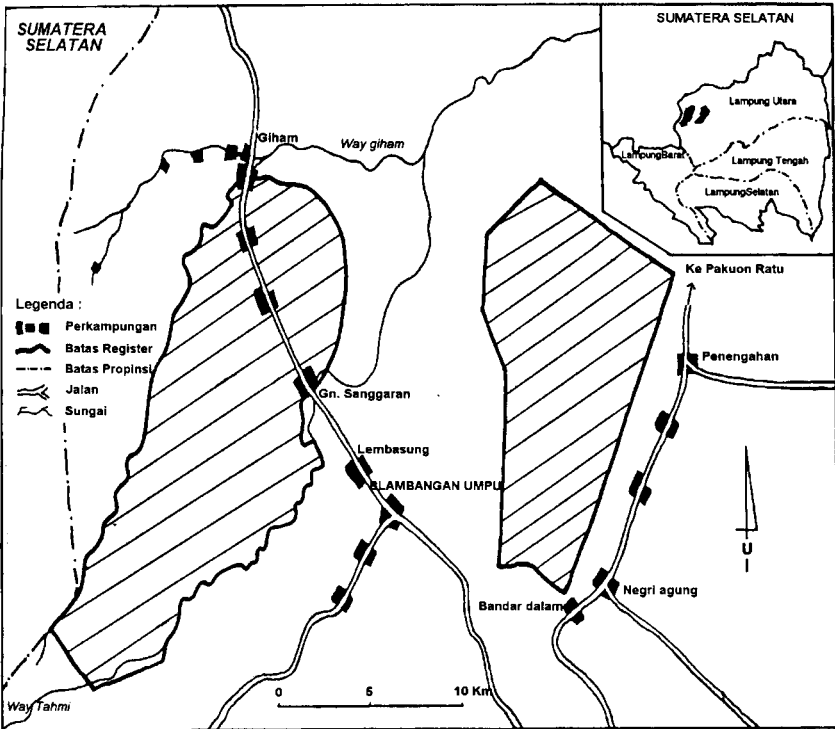 SUMATERA
SELATAN
SUMATERA SELATAN
Lampung Utara
LampungBarat
Lampung Tengah
LampungSelatan
Giham
Way giham
Ke Pakuon Ratu
Legenda :
Perkampungan
Batas Register
Batas Propinsi
Jalan
Sungai
Penengahan
Gn. Sanggaran
Lembasung
BLAMBANGAN UMPU
U
Bandar dalam
Negri agung
0 5 10 Km
Way Tahmi